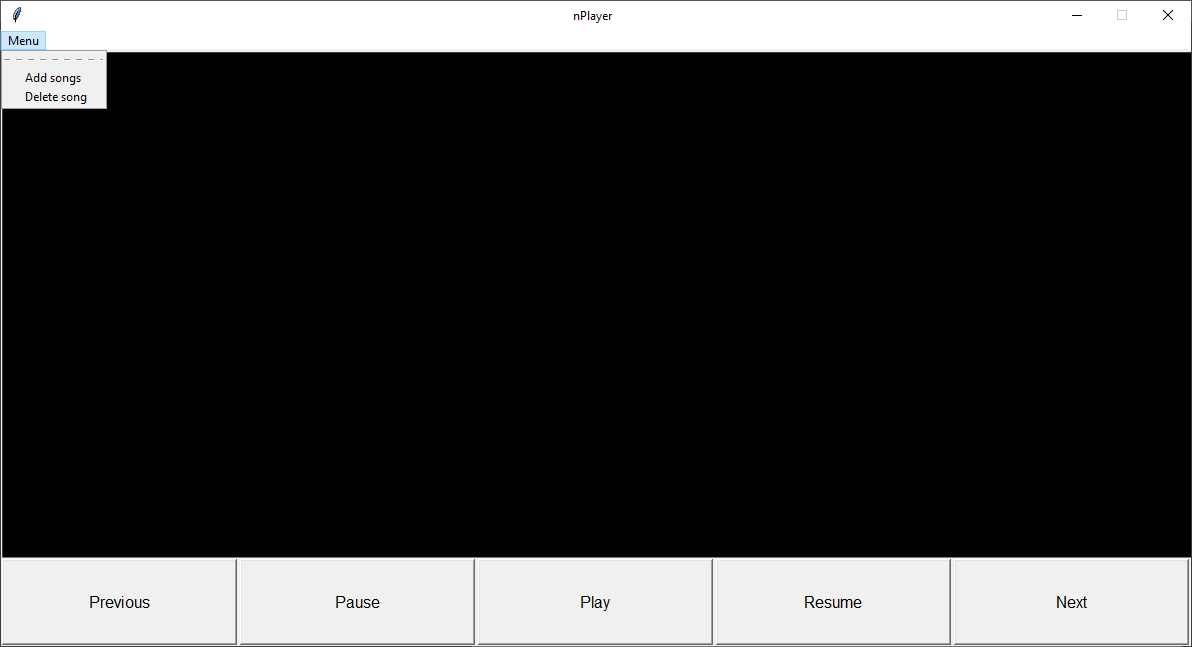 nPlayer
Menu
Add songs
Delete song
Previous Pause Play Resume Next